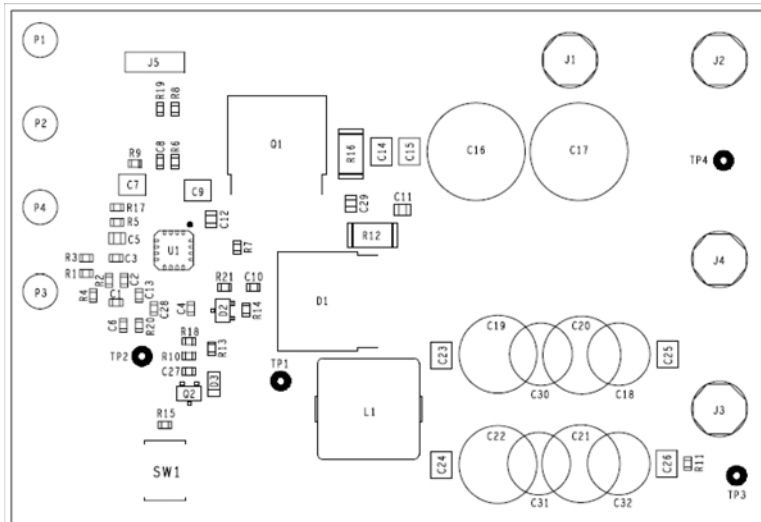 P1
J5
J1
J2
R19
R8
P2
Q1
R16
C14
C15
C16
C17
TP4
R9
C8
R6
C7
C9
P4
R17
R5
C5
C12
C29
C11
U1
R7
R12
R3
C3
R1
R2
C2
J4
P3
R4
C1
C13
C28
C4
R21
C10
D2
R14
D1
C6
R20
TP2
R18
R10
C27
R13
TP1
Q2
D3
C23
C19
C20
C25
C30
C18
L1
R15
J3
SW1
C24
C22
C21
C26
R11
C31
C32
TP3